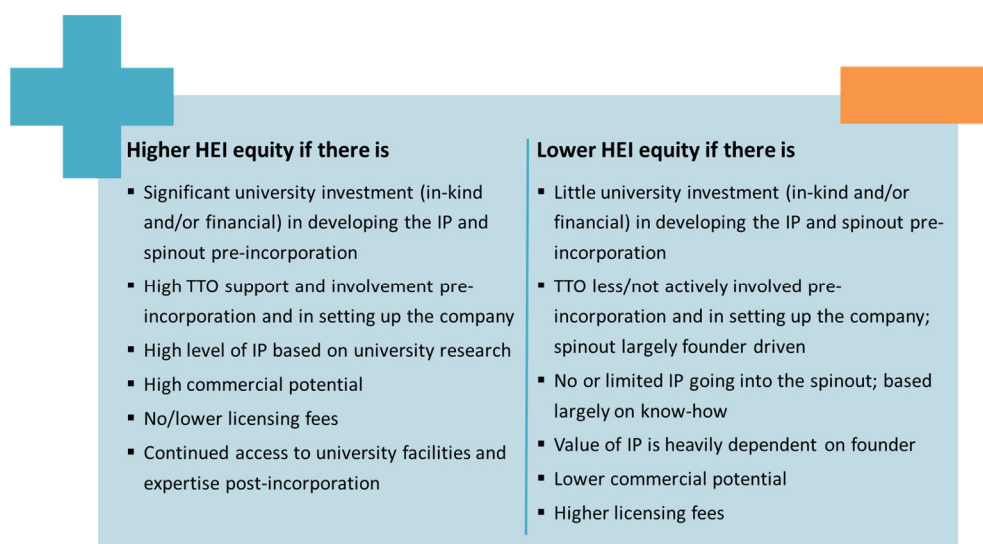 Higher HEI equity if there is
▪ Significant university investment (in-kind
and/or financial) in developing the IP and
spinout pre-incorporation
▪ High TTO support and involvement pre-
incorporation and in setting up the company
▪ High level of IP based on university research
▪ High commercial potential
▪ No/lower licensing fees
▪ Continued access to university facilities and
expertise post-incorporation
Lower HEI equity if there is
▪ Little university investment (in-kind and/or
financial) in developing the IP and spinout pre-
incorporation
▪ TTO less/not actively involved pre-
incorporation and in setting up the company;
spinout largely founder driven
▪ No or limited IP going into the spinout; based
largely on know-how
▪ Value of IP is heavily dependent on founder
▪ Lower commercial potential
▪ Higher licensing fees